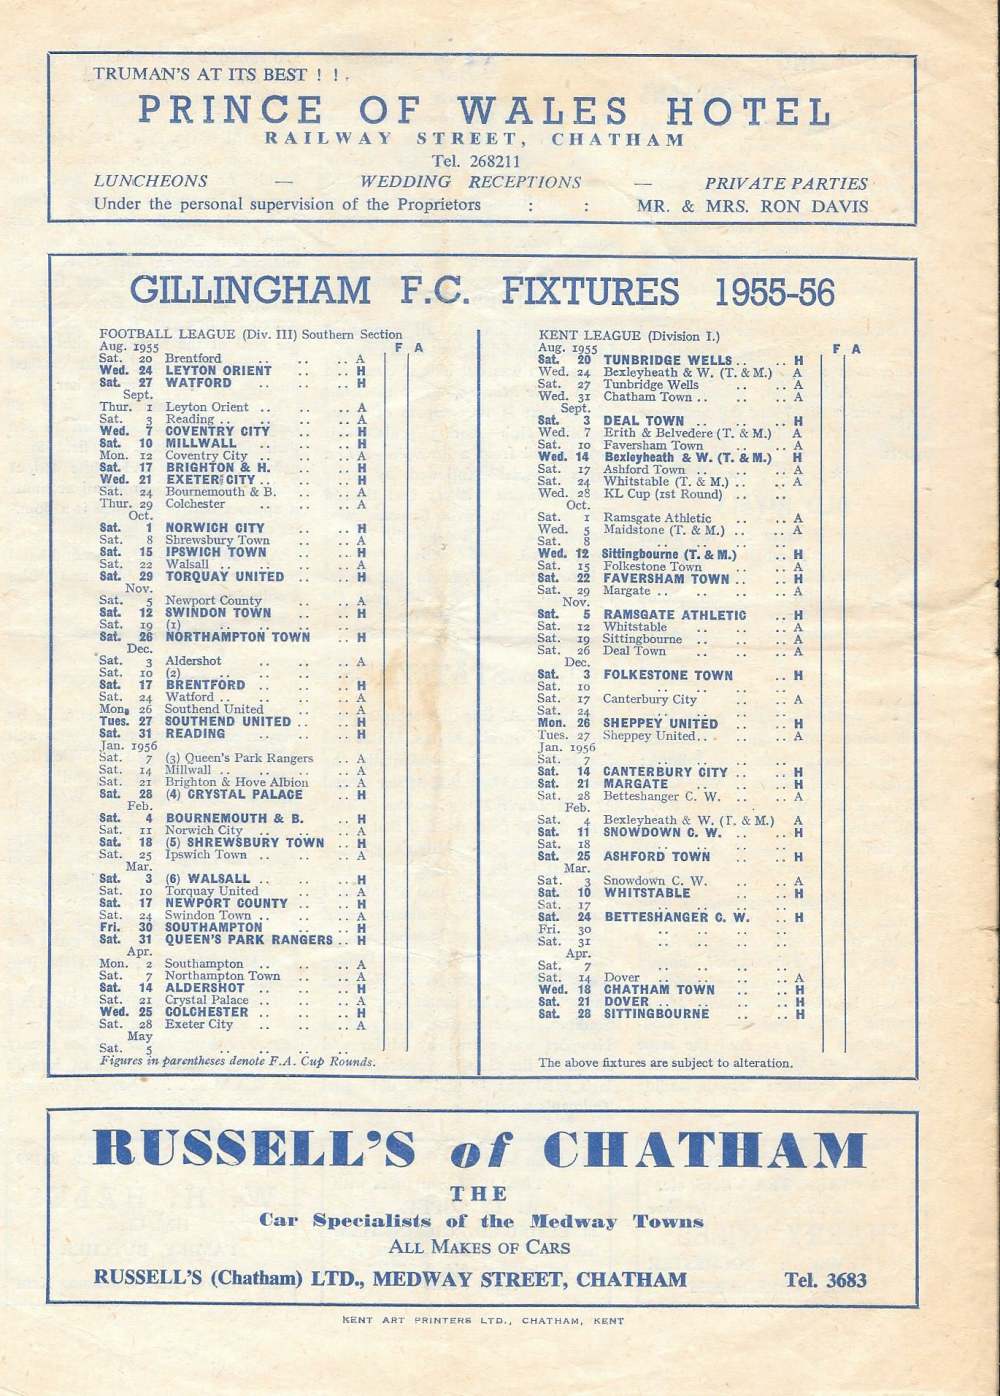 TRUMAN'S AT ITS BEST ! ! .
PRINCE OF WALES HOTEL
RAILWAY STREET, CHATHAM
Tel. 268211
LUNCHEONS — WEDDING RECEPTIONS — PRIVATE PARTIES
Under the personal supervision of the Proprietors : : MR. & MRS. RON DAVIS
GILLINGHAM F.C. FIXTURES 1955-56
FOOTBALL LEAGUE (Div. III) Southern Section
Aug. 1955 F A
Sat. 20 Brentford .. .. .. A
Wed. 24 LEYTON ORIENT .. .. H
Sat. 27 WATFORD .. .. .. H
Sept.
Thur. 1 Leyton Orient .. .. .. A
Sat. 3 Reading .. .. .. .. A
Wed. 7 COVENTRY CITY .. .. H
Sat. 10 MILLWALL .. .. .. H
Mon. 12 Coventry City .. .. .. A
Sat. 17 BRIGHTON & H. .. .. H
Wed. 21 EXETER CITY .. .. .. H
Sat. 24 Bournemouth & B. .. .. A
Thur. 29 Colchester .. .. .. A
Oct.
Sat. 1 NORWICH CITY .. .. H
Sat. 8 Shrewsbury Town .. .. A
Sat. 15 IPSWICH TOWN .. .. H
Sat. 22 Walsall .. .. .. .. A
Sat. 29 TORQUAY UNITED .. .. H
Nov.
Sat. 5 Newport County .. .. A
Sat. 12 SWINDON TOWN .. .. H
Sat. 19 (1) .. .. .. ..
Sat. 26 NORTHAMPTON TOWN .. H
Dec.
Sat. 3 Aldershot .. .. .. A
Sat. 10 (2) .. .. .. ..
Sat. 17 BRENTFORD .. .. .. H
Sat. 24 Watford .. .. .. .. A
Mon. 26 Southend United .. .. A
Tues. 27 SOUTHEND UNITED .. .. H
Sat. 31 READING .. .. .. H
Jan. 1956
Sat. 7 (3) Queen's Park Rangers .. A
Sat. 14 Millwall .. .. .. .. A
Sat. 21 Brighton & Hove Albion .. A
Sat. 28 (4) CRYSTAL PALACE .. H
Feb.
Sat. 4 BOURNEMOUTH & B. .. H
Sat. 11 Norwich City .. .. .. A
Sat. 18 (5) SHREWSBURY TOWN .. H
Sat. 25 Ipswich Town .. .. .. A
Mar.
Sat. 3 (6) WALSALL .. .. .. H
Sat. 10 Torquay United .. .. A
Sat. 17 NEWPORT COUNTY .. .. H
Sat. 24 Swindon Town .. .. .. A
Fri. 30 SOUTHAMPTON .. .. H
Sat. 31 QUEEN'S PARK RANGERS .. H
Apr.
Mon. 2 Southampton .. .. .. A
Sat. 7 Northampton Town .. .. A
Sat. 14 ALDERSHOT .. .. .. H
Sat. 21 Crystal Palace .. .. .. A
Wed. 25 COLCHESTER .. .. .. H
Sat. 28 Exeter City .. .. .. A
May
Sat. 5 .. .. .. ..
Figures in parentheses denote F.A. Cup Rounds.
KENT LEAGUE (Division I.)
Aug. 1955 F A
Sat. 20 TUNBRIDGE WELLS .. .. H
Wed. 24 Bexleyheath & W. (T. & M.) A
Sat. 27 Tunbridge Wells .. .. A
Wed. 31 Chatham Town .. .. .. A
Sept.
Sat. 3 DEAL TOWN .. .. .. H
Wed. 7 Erith & Belvedere (T. & M.) A
Sat. 10 Faversham Town .. .. A
Wed. 14 Bexleyheath & W. (T. & M.) H
Sat. 17 Ashford Town .. .. .. A
Sat. 24 Whitstable (T. & M.) .. .. A
Wed. 28 KL Cup (1st Round) .. ..
Oct.
Sat. 1 Ramsgate Athletic .. .. A
Wed. 5 Maidstone (T. & M.) .. .. A
Sat. 8 .. .. .. ..
Wed. 12 Sittingbourne (T. & M.) .. H
Sat. 15 Folkestone Town .. .. A
Sat. 22 FAVERSHAM TOWN .. .. H
Sat. 29 Margate .. .. .. .. A
Nov.
Sat. 5 RAMSGATE ATHLETIC .. H
Sat. 12 Whitstable .. .. .. A
Sat. 19 Sittingbourne .. .. .. A
Sat. 26 Deal Town .. .. .. A
Dec.
Sat. 3 FOLKESTONE TOWN .. H
Sat. 10 .. .. .. ..
Sat. 17 Canterbury City .. .. A
Sat. 24 .. .. .. ..
Mon. 26 SHEPPEY UNITED .. .. H
Tues. 27 Sheppey United .. .. .. A
Jan. 1956
Sat. 7 .. .. .. ..
Sat. 14 CANTERBURY CITY .. .. H
Sat. 21 MARGATE .. .. .. H
Sat. 28 Betteshanger C. W. .. .. A
Feb.
Sat. 4 Bexleyheath & W. (T. & M.) A
Sat. 11 SNOWDOWN C. W. .. .. H
Sat. 18 .. .. .. ..
Sat. 25 ASHFORD TOWN .. .. H
Mar.
Sat. 3 Snowdown C. W. .. .. A
Sat. 10 WHITSTABLE .. .. H
Sat. 17 .. .. .. ..
Sat. 24 BETTESHANGER C. W. .. H
Fri. 30 .. .. .. ..
Sat. 31 .. .. .. ..
Apr.
Sat. 7 .. .. .. ..
Sat. 14 Dover .. .. .. .. A
Wed. 18 CHATHAM TOWN .. .. H
Sat. 21 DOVER .. .. .. .. H
Sat. 28 SITTINGBOURNE .. .. H
The above fixtures are subject to alteration.
RUSSELL'S of CHATHAM
THE
Car Specialists of the Medway Towns
ALL MAKES OF CARS
RUSSELL'S (Chatham) LTD., MEDWAY STREET, CHATHAM Tel. 3683
KENT ART PRINTERS LTD., CHATHAM, KENT